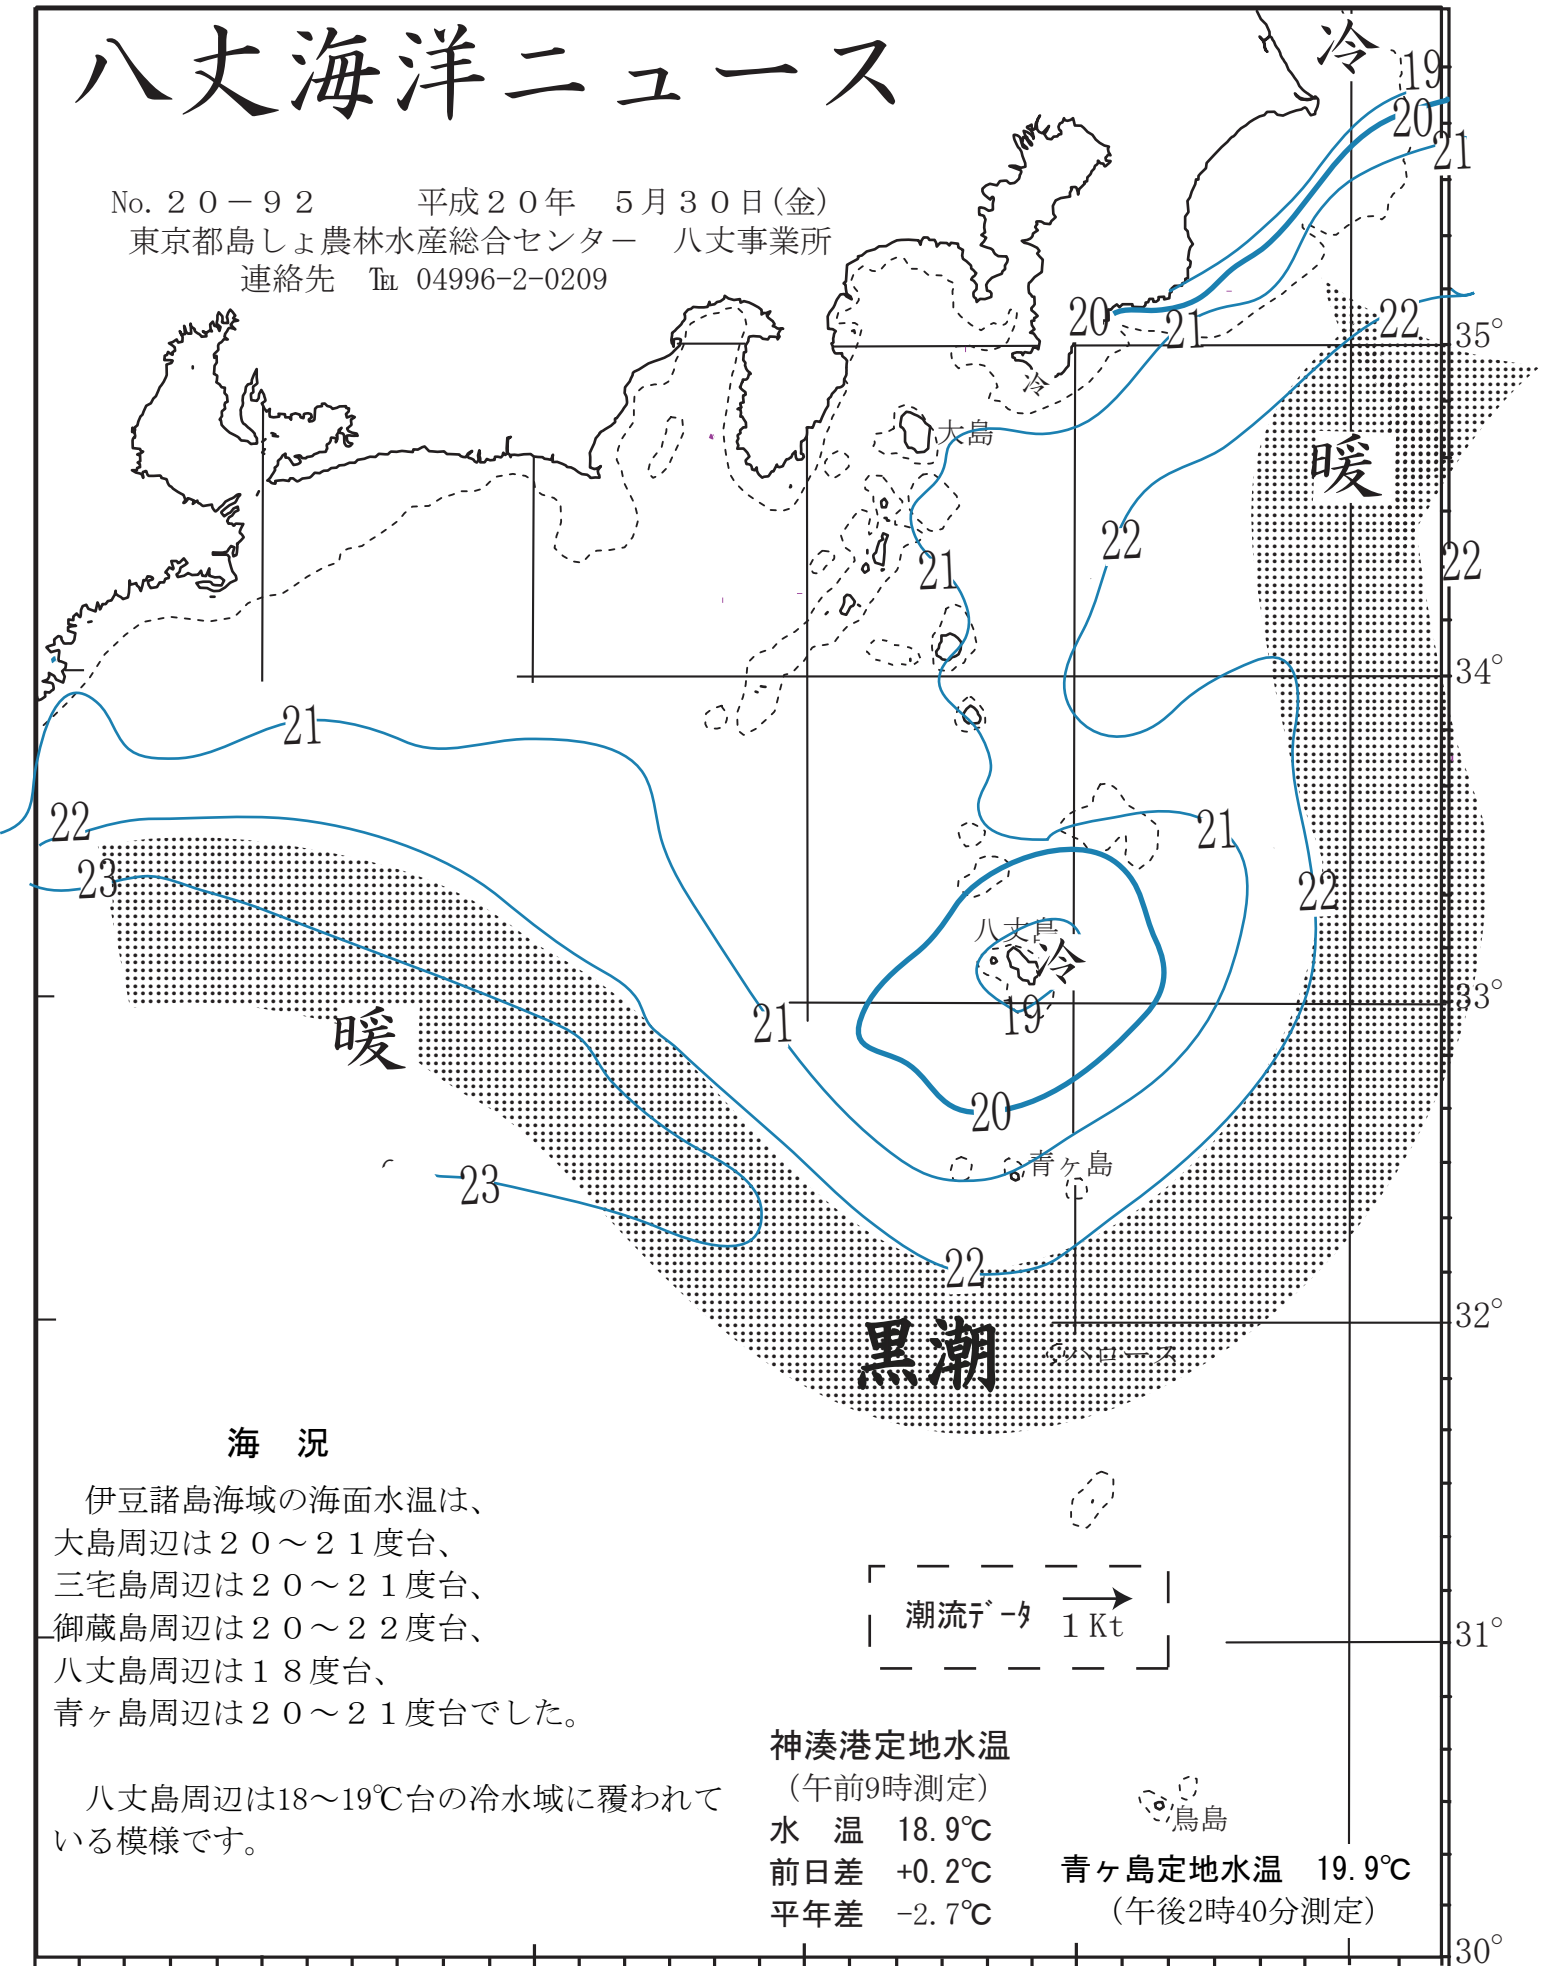 八丈海洋ニュース
No.２０－９２　　　平成２０年　５月３０日(金)
東京都島しょ農林水産総合センター　八丈事業所
連絡先　℡ 04996-2-0209
冷
19
20
21
20
21
22
35°
冷
大島
暖
22
22
21
34°
21
22
21
23
22
八丈島
冷
33°
19
21
暖
20
青ヶ島
23
22
32°
黒潮
ベヨネース
海　況
伊豆諸島海域の海面水温は、
大島周辺は２０～２１度台、
三宅島周辺は２０～２１度台、
御蔵島周辺は２０～２２度台、
八丈島周辺は１８度台、
青ヶ島周辺は２０～２１度台でした。
八丈島周辺は18～19℃台の冷水域に覆われて
いる模様です。
潮流ﾃﾞｰﾀ
1 Kt
31°
神湊港定地水温
（午前9時測定）
水　温　18.9℃
前日差　+0.2℃
平年差　-2.7℃
鳥島
青ヶ島定地水温　19.9℃
（午後2時40分測定）
30°